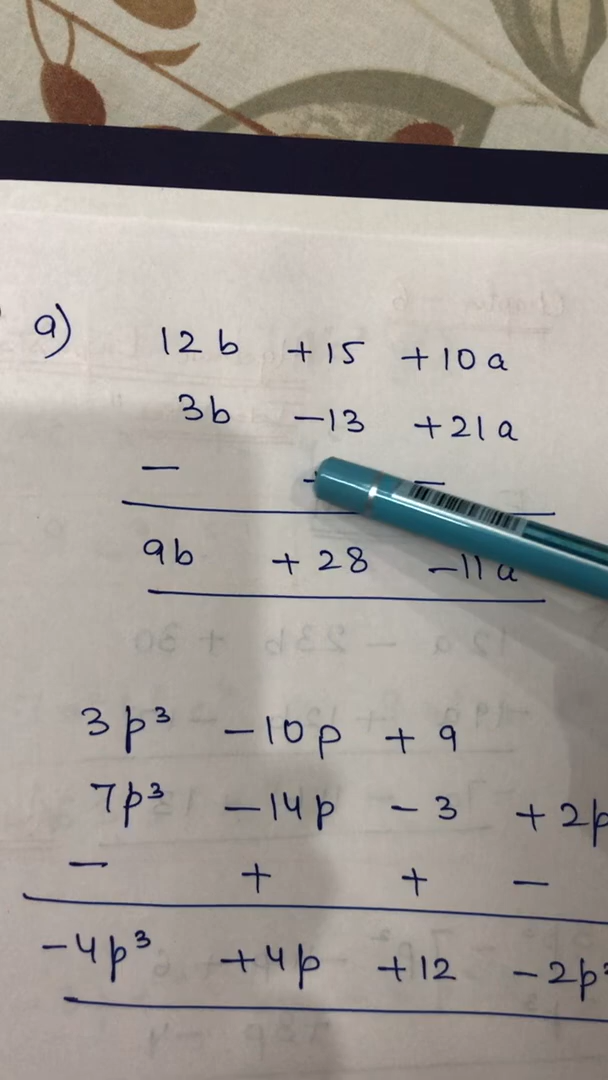 a) 12b +15 +10a
3b -13 +21a
− −
9b +28 -11a
3p³ -10p + 9
7p³ -14p - 3 + 2p
− + + −
-4p³ +4p +12 -2p